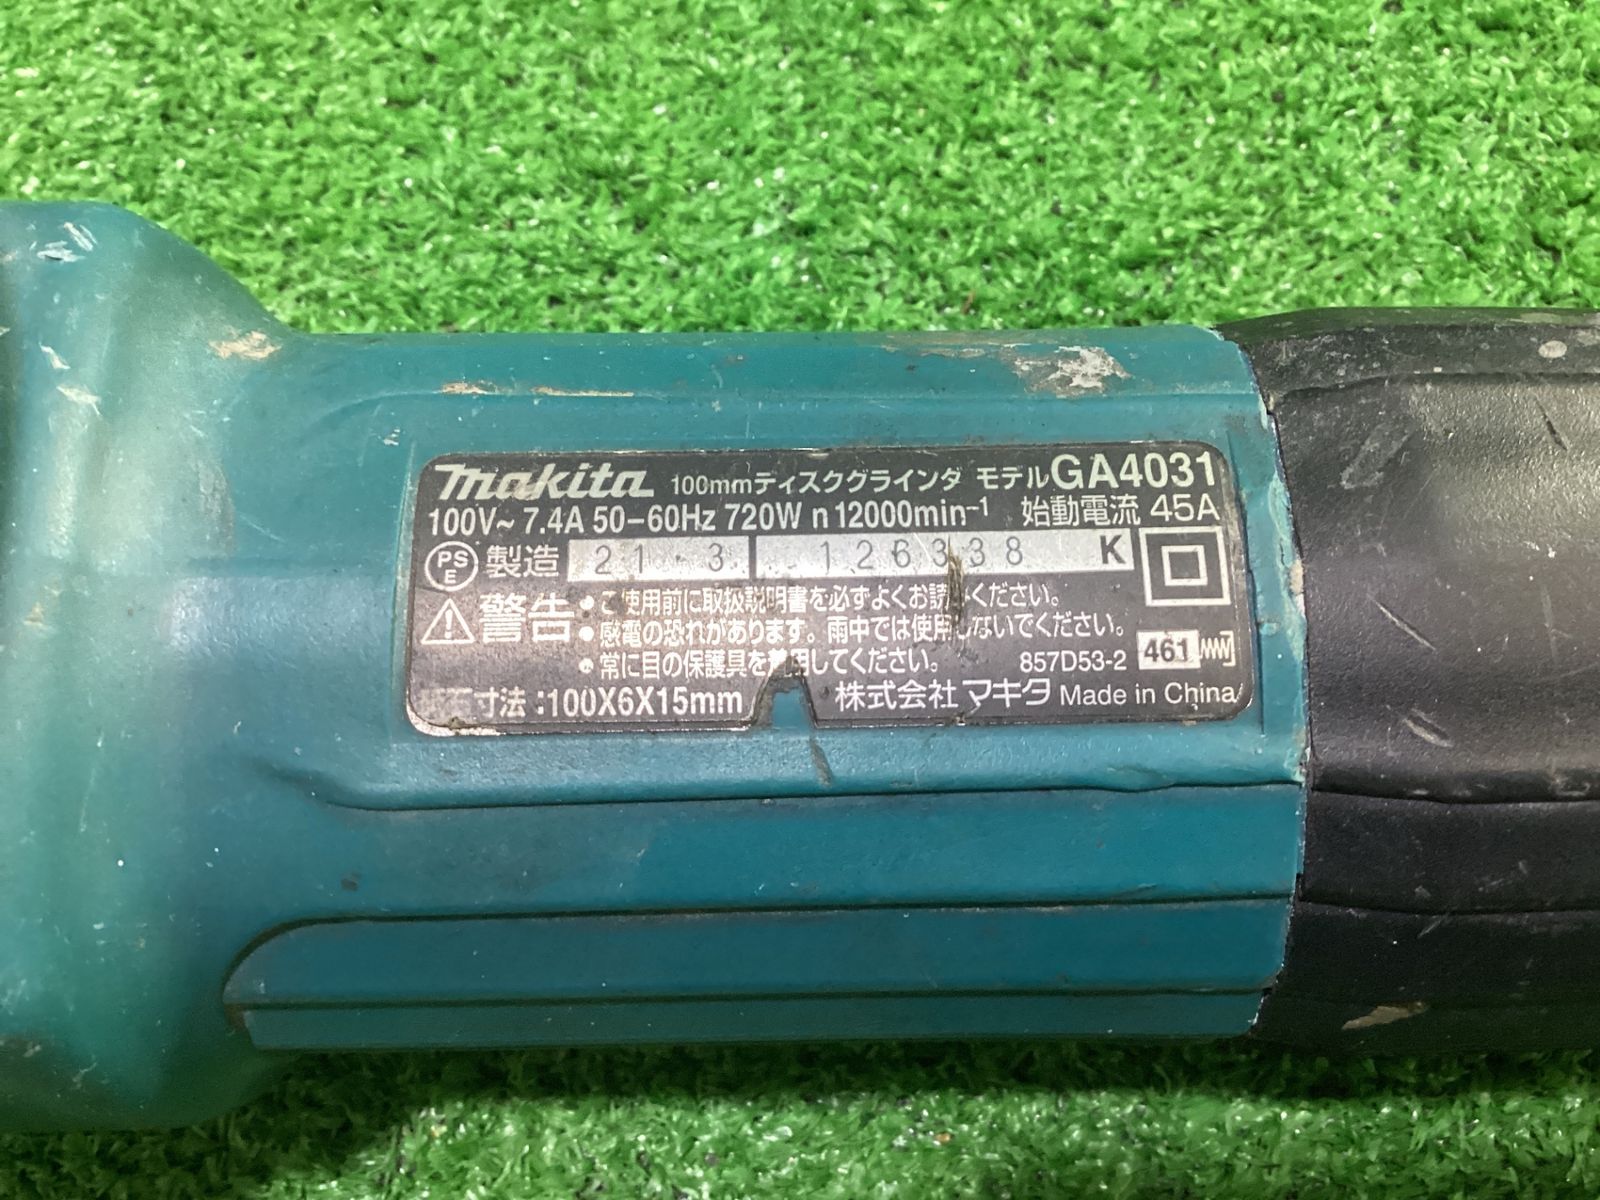 makita 100mmディスクグラインダ モデルGA4031
100V~ 7.4A 50-60Hz 720W n 12000min⁻¹ 始動電流 45A
PSE 製造 21.3 126338 K
警告 • ご使用前に取扱説明書を必ずよくお読みください。
• 感電の恐れがあります。雨中では使用しないでください。
• 常に目の保護具を着用してください。 857D53-2 461
寸法:100X6X15mm 株式会社マキタ Made in China